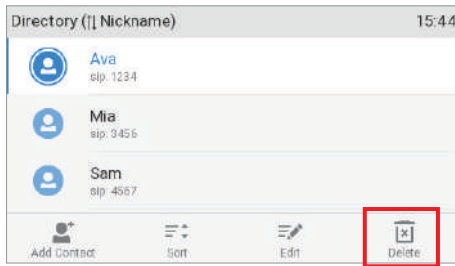 Directory (↑↓ Nickname) 15:44
Ava
sip: 1234
Mia
sip: 3456
Sam
sip: 4567
Add Contact Sort Edit Delete